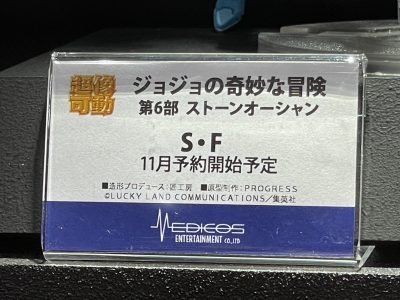 超像可動
ジョジョの奇妙な冒険
第6部 ストーンオーシャン
S・F
11月予約開始予定
■造形プロデュース:匠工房 ■原型制作:PROGRESS
©LUCKY LAND COMMUNICATIONS/集英社
MEDICOS
ENTERTAINMENT CO.,LTD